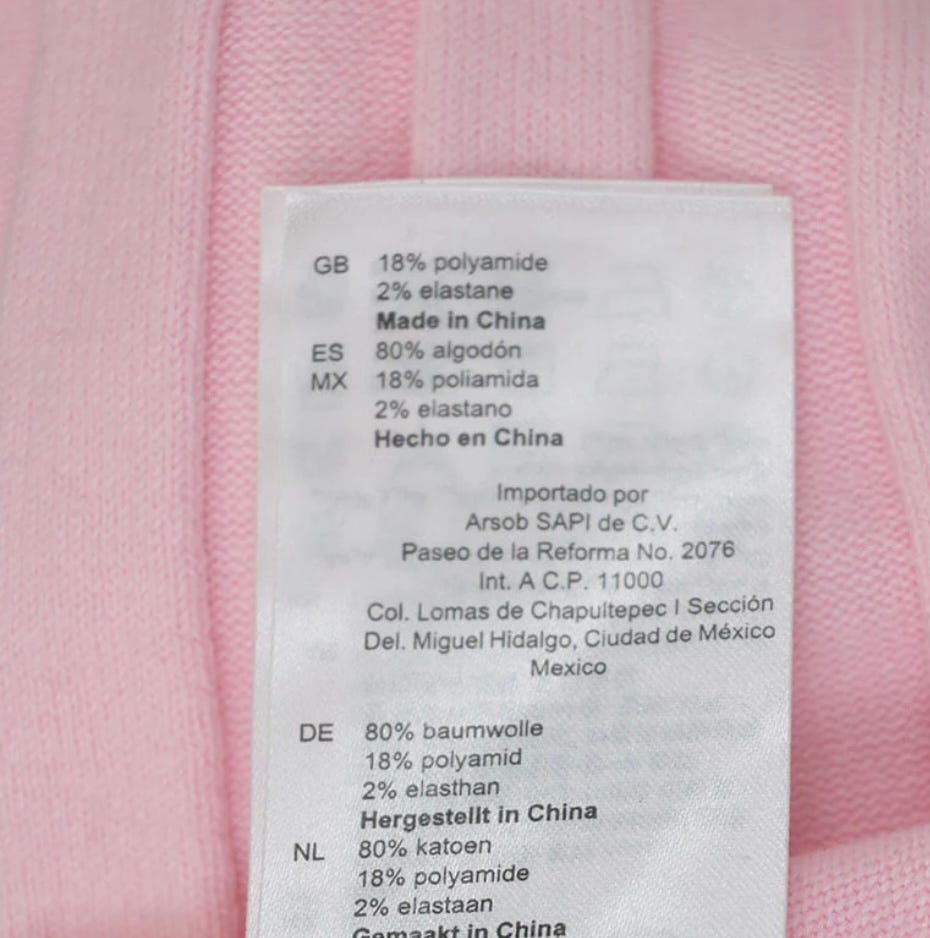 GB 18% polyamide
2% elastane
Made in China
ES 80% algodón
MX 18% poliamida
2% elastano
Hecho en China
Importado por
Arsob SAPI de C.V.
Paseo de la Reforma No. 2076
Int. A C.P. 11000
Col. Lomas de Chapultepec I Sección
Del. Miguel Hidalgo, Ciudad de México
Mexico
DE 80% baumwolle
18% polyamid
2% elasthan
Hergestellt in China
NL 80% katoen
18% polyamide
2% elastaan
Gemaakt in China